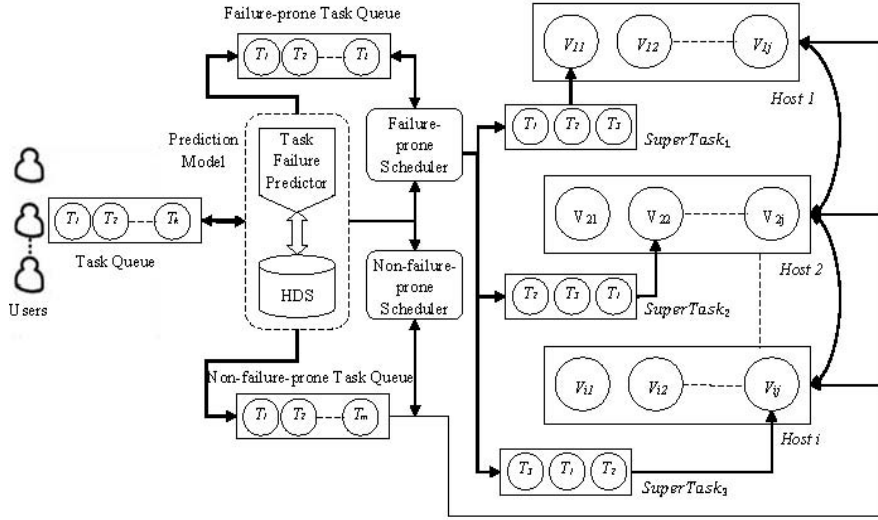 Failure-prone Task Queue
T1 T2 Tl
V11 V12 V1j
Host 1
Prediction Model
Task Failure Predictor
Failure-prone Scheduler
T1 T2 T3
SuperTask1
T1 T2 Tk
Task Queue
Users
HDS
Non-failure-prone Scheduler
V21 V22 V2j
Host 2
T2 T3 T1
SuperTask2
Non-failure-prone Task Queue
T1 T2 Tm
Vi1 Vi2 Vij
Host i
T3 T1 T2
SuperTask3